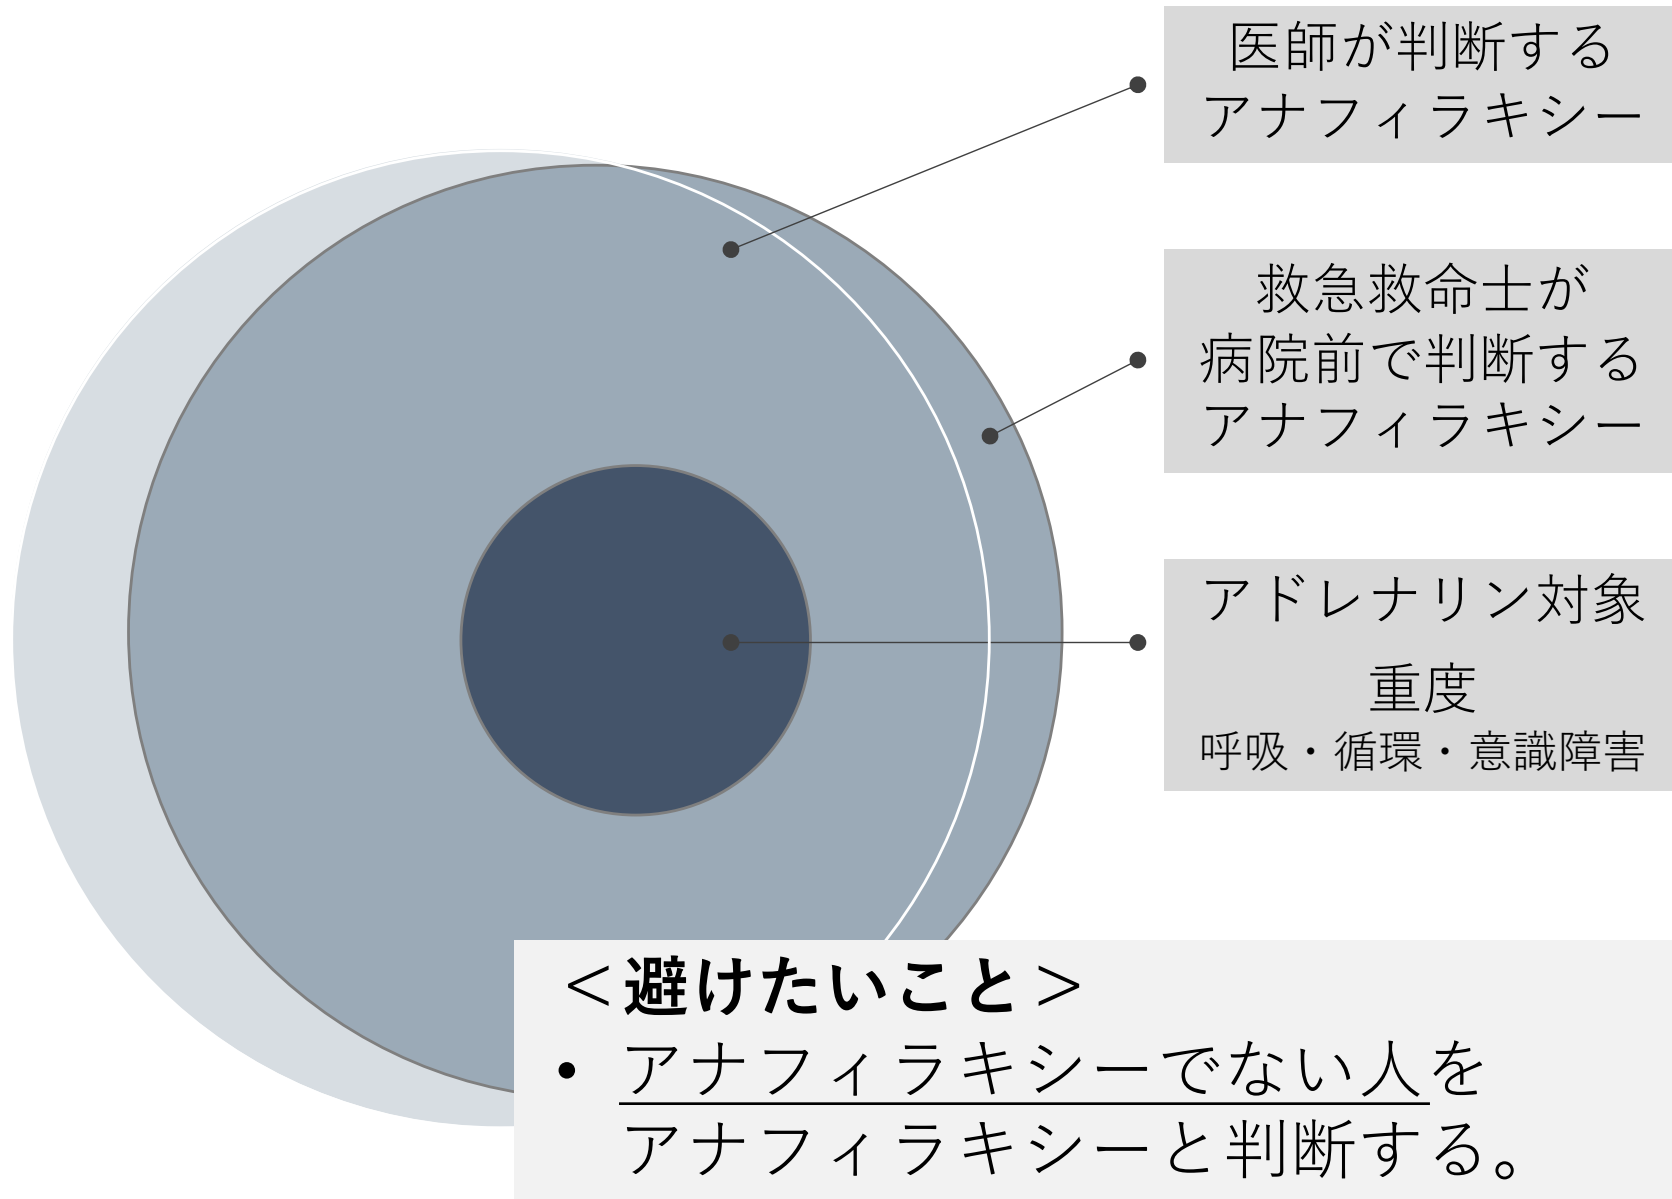 医師が判断する
アナフィラキシー
救急救命士が
病院前で判断する
アナフィラキシー
アドレナリン対象
重度
呼吸・循環・意識障害
＜避けたいこと＞
• アナフィラキシーでない人を
アナフィラキシーと判断する。